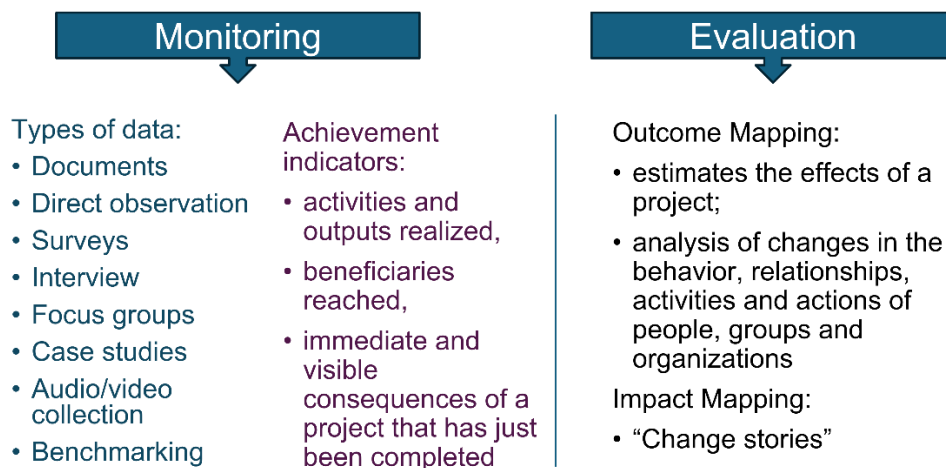 Monitoring
Types of data:
• Documents
• Direct observation
• Surveys
• Interview
• Focus groups
• Case studies
• Audio/video
collection
• Benchmarking
Achievement
indicators:
• activities and
outputs realized,
• beneficiaries
reached,
• immediate and
visible
consequences of a
project that has just
been completed
Evaluation
Outcome Mapping:
• estimates the effects of a
project;
• analysis of changes in the
behavior, relationships,
activities and actions of
people, groups and
organizations
Impact Mapping:
• “Change stories”